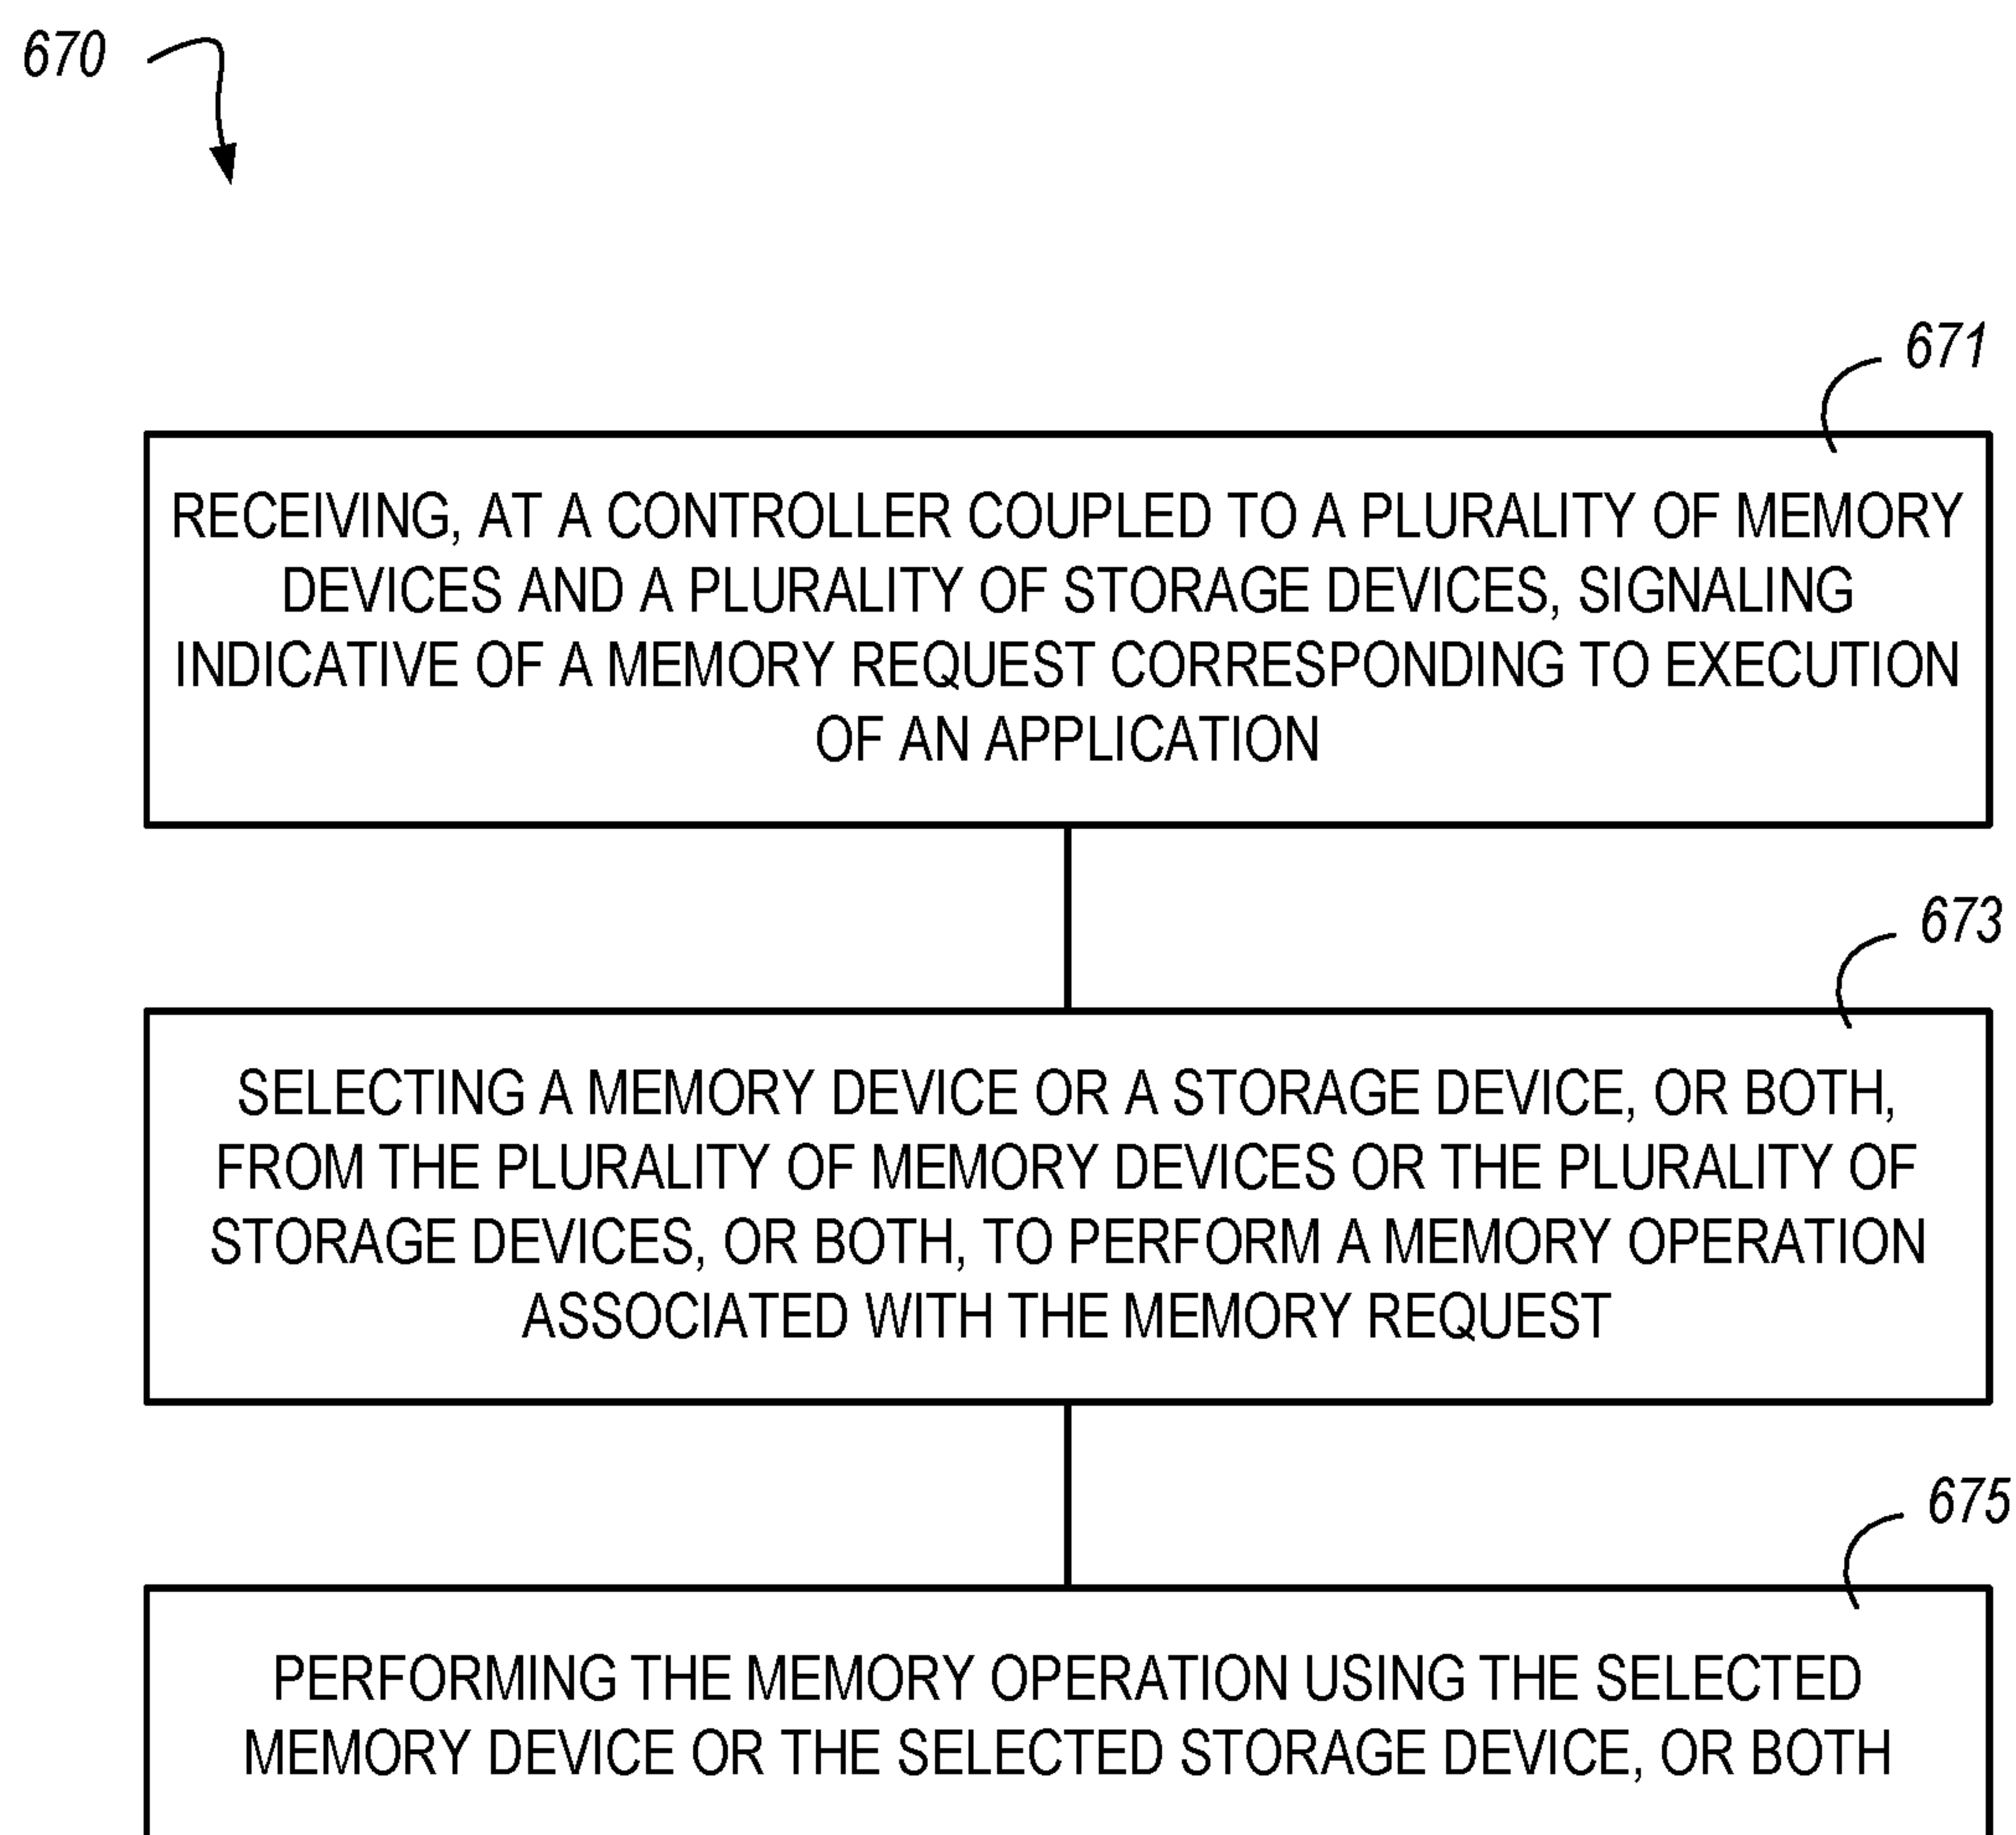 670
671
RECEIVING, AT A CONTROLLER COUPLED TO A PLURALITY OF MEMORY
DEVICES AND A PLURALITY OF STORAGE DEVICES, SIGNALING
INDICATIVE OF A MEMORY REQUEST CORRESPONDING TO EXECUTION
OF AN APPLICATION
673
SELECTING A MEMORY DEVICE OR A STORAGE DEVICE, OR BOTH,
FROM THE PLURALITY OF MEMORY DEVICES OR THE PLURALITY OF
STORAGE DEVICES, OR BOTH, TO PERFORM A MEMORY OPERATION
ASSOCIATED WITH THE MEMORY REQUEST
675
PERFORMING THE MEMORY OPERATION USING THE SELECTED
MEMORY DEVICE OR THE SELECTED STORAGE DEVICE, OR BOTH